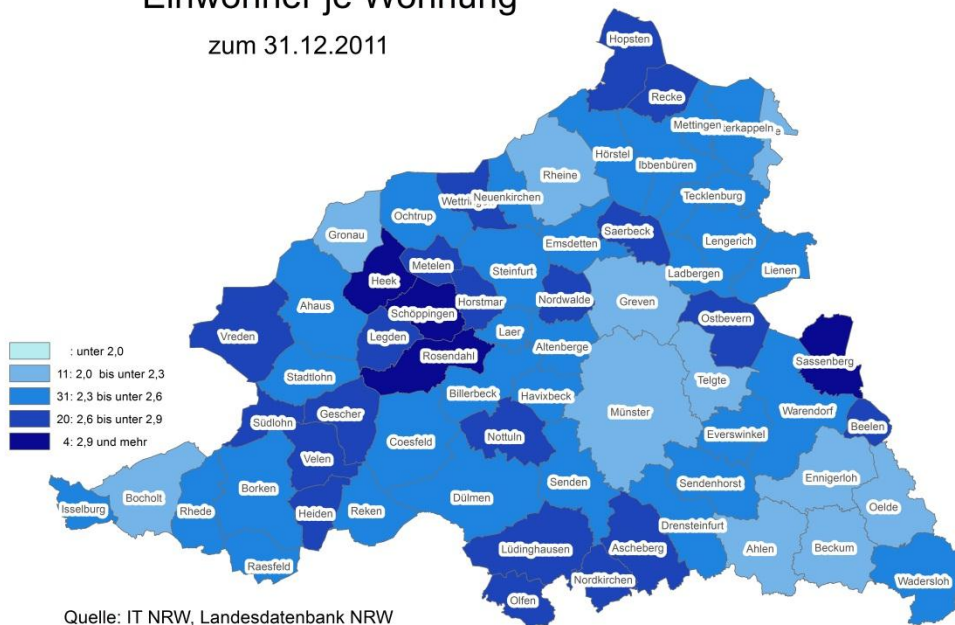 Einwohner je Wohnung
zum 31.12.2011
Hopsten
Recke
Mettingen
Hörstel
Ibbenbüren
Rheine
Neuenkirchen
Tecklenburg
Ochtrup
Gronau
Saerbeck
Emsdetten
Lengerich
Metelen
Steinfurt
Ladbergen
Lienen
Heek
Ahaus
Horstmar
Nordwalde
Greven
Schöppingen
Ostbevern
Vreden
Legden
Laer
Altenberge
Rosendahl
Sassenberg
Stadtlohn
Telgte
Billerbeck
Havixbeck
Münster
Warendorf
Gescher
Südlohn
Beelen
Coesfeld
Nottuln
Everswinkel
Velen
Ennigerloh
Senden
Sendenhorst
Borken
Bocholt
Dülmen
Isselburg
Rhede
Heiden
Reken
Oelde
Drensteinfurt
Lüdinghausen
Ascheberg
Ahlen
Beckum
Raesfeld
Nordkirchen
Wadersloh
Olfen
: unter 2,0
11: 2,0 bis unter 2,3
31: 2,3 bis unter 2,6
20: 2,6 bis unter 2,9
4: 2,9 und mehr
Quelle: IT NRW, Landesdatenbank NRW